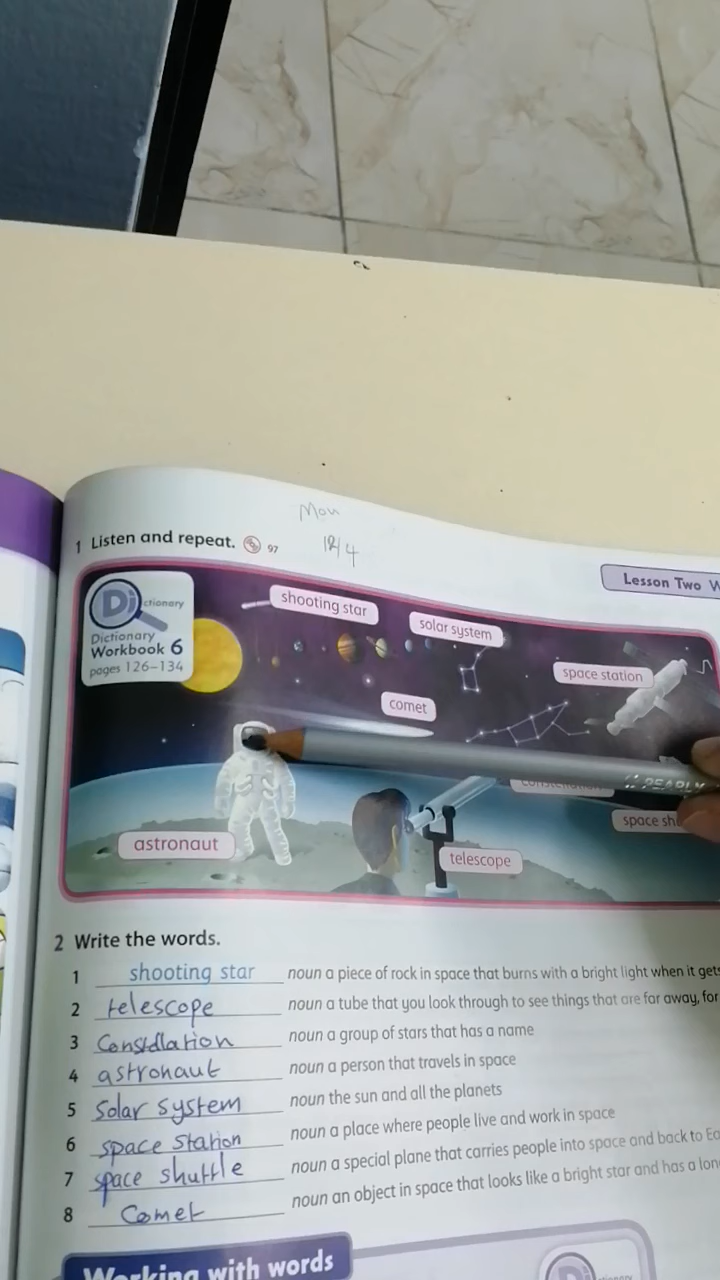 Mon
12/4
1 Listen and repeat. 97
Lesson Two W
Dictionary
Dictionary
Workbook 6
pages 126–134
shooting star
solar system
space station
comet
astronaut
telescope
space sh
2 Write the words.
1 shooting star noun a piece of rock in space that burns with a bright light when it gets
2 telescope noun a tube that you look through to see things that are far away, for
3 Constllation noun a group of stars that has a name
4 astronaut noun a person that travels in space
5 Solar system noun the sun and all the planets
6 space station noun a place where people live and work in space
7 space shuttle noun a special plane that carries people into space and back to Ea
8 Comet noun an object in space that looks like a bright star and has a lon
Working with words